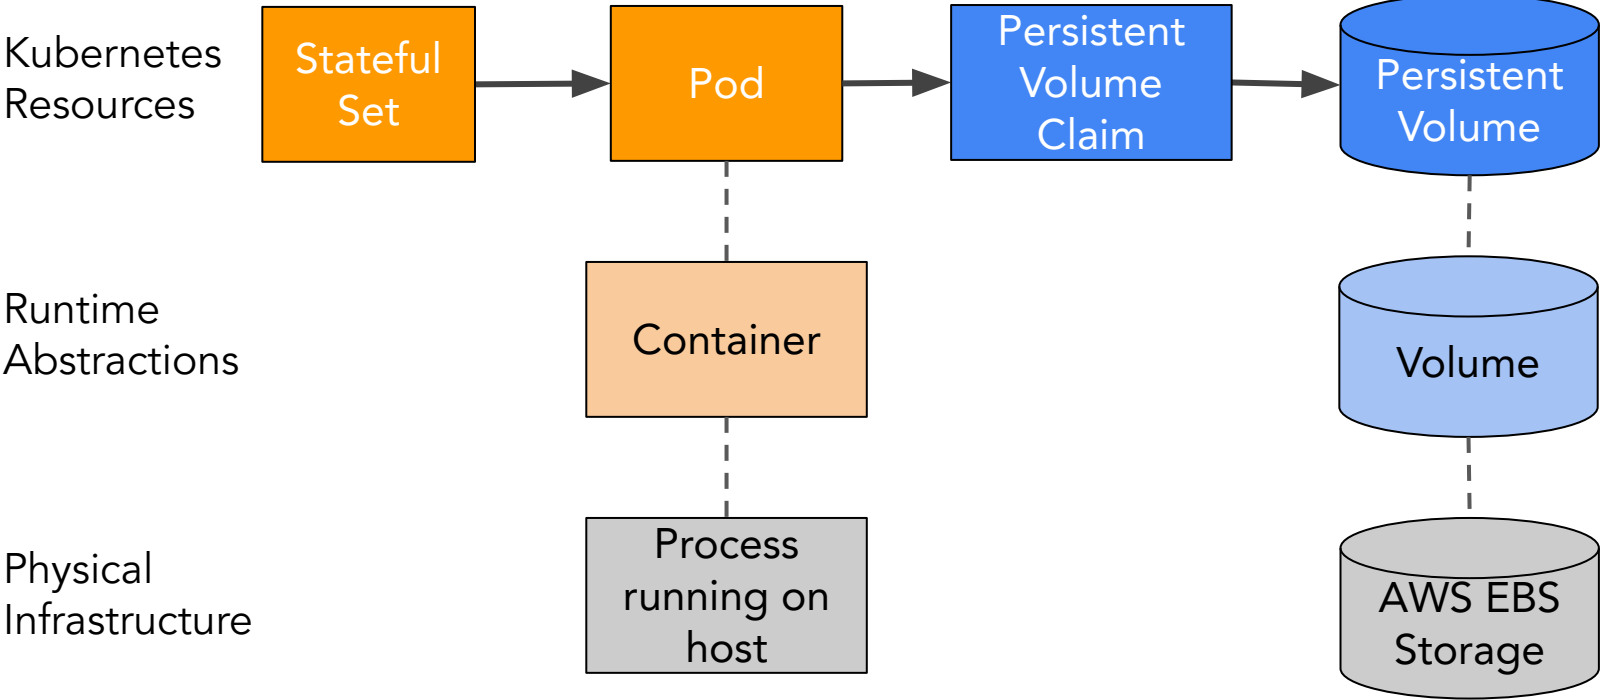 Kubernetes
Resources
Stateful
Set
Pod
Persistent
Volume
Claim
Persistent
Volume
Runtime
Abstractions
Container
Volume
Physical
Infrastructure
Process
running on
host
AWS EBS
Storage